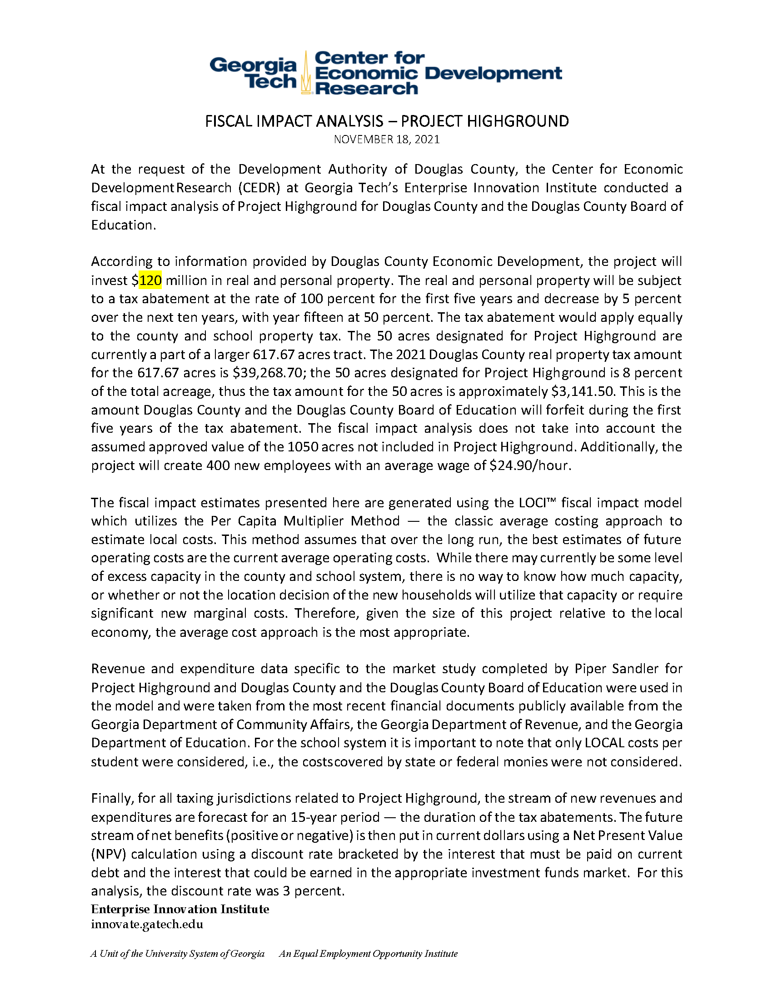 Georgia Tech
Center for Economic Development Research
FISCAL IMPACT ANALYSIS – PROJECT HIGHGROUND
NOVEMBER 18, 2021
At the request of the Development Authority of Douglas County, the Center for Economic
Development Research (CEDR) at Georgia Tech’s Enterprise Innovation Institute conducted a
fiscal impact analysis of Project Highground for Douglas County and the Douglas County Board of
Education.
According to information provided by Douglas County Economic Development, the project will
invest $120 million in real and personal property. The real and personal property will be subject
to a tax abatement at the rate of 100 percent for the first five years and decrease by 5 percent
over the next ten years, with year fifteen at 50 percent. The tax abatement would apply equally
to the county and school property tax. The 50 acres designated for Project Highground are
currently a part of a larger 617.67 acres tract. The 2021 Douglas County real property tax amount
for the 617.67 acres is $39,268.70; the 50 acres designated for Project Highground is 8 percent
of the total acreage, thus the tax amount for the 50 acres is approximately $3,141.50. This is the
amount Douglas County and the Douglas County Board of Education will forfeit during the first
five years of the tax abatement. The fiscal impact analysis does not take into account the
assumed approved value of the 1050 acres not included in Project Highground. Additionally, the
project will create 400 new employees with an average wage of $24.90/hour.
The fiscal impact estimates presented here are generated using the LOCI™ fiscal impact model
which utilizes the Per Capita Multiplier Method — the classic average costing approach to
estimate local costs. This method assumes that over the long run, the best estimates of future
operating costs are the current average operating costs.  While there may currently be some level
of excess capacity in the county and school system, there is no way to know how much capacity,
or whether or not the location decision of the new households will utilize that capacity or require
significant new marginal costs. Therefore, given the size of this project relative to the local
economy, the average cost approach is the most appropriate.
Revenue and expenditure data specific to the market study completed by Piper Sandler for
Project Highground and Douglas County and the Douglas County Board of Education were used in
the model and were taken from the most recent financial documents publicly available from the
Georgia Department of Community Affairs, the Georgia Department of Revenue, and the Georgia
Department of Education. For the school system it is important to note that only LOCAL costs per
student were considered, i.e., the costs covered by state or federal monies were not considered.
Finally, for all taxing jurisdictions related to Project Highground, the stream of new revenues and
expenditures are forecast for an 15-year period — the duration of the tax abatements. The future
stream of net benefits (positive or negative) is then put in current dollars using a Net Present Value
(NPV) calculation using a discount rate bracketed by the interest that must be paid on current
debt and the interest that could be earned in the appropriate investment funds market.  For this
analysis, the discount rate was 3 percent.
Enterprise Innovation Institute
innovate.gatech.edu
A Unit of the University System of Georgia    An Equal Employment Opportunity Institute